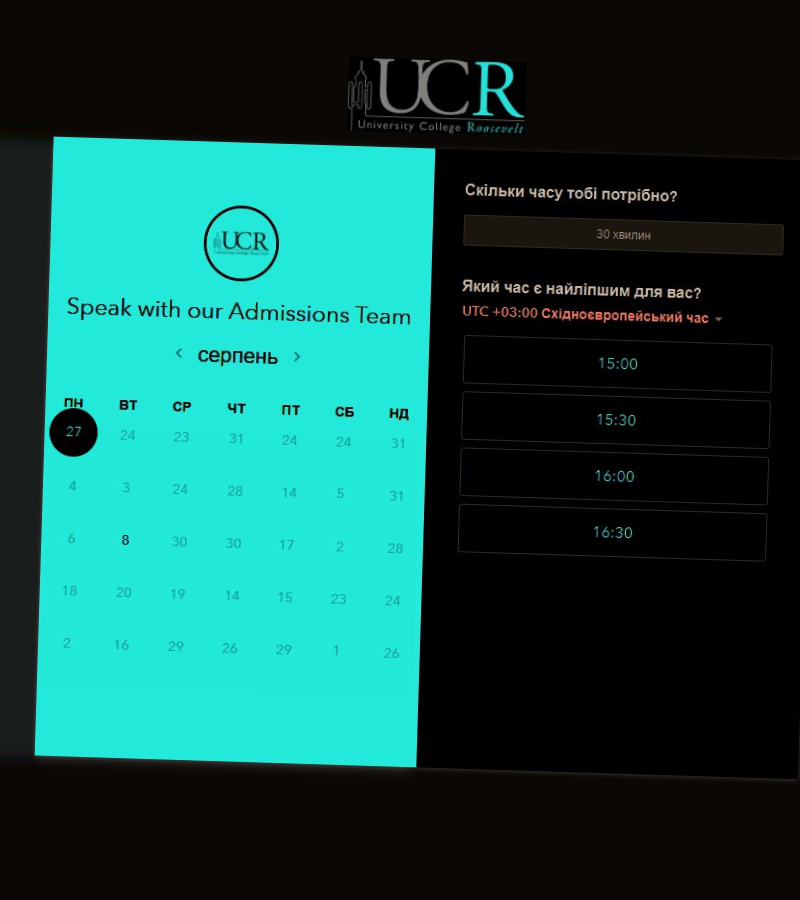 UCR
University College Roosevelt
UCR
University College Roosevelt
Speak with our Admissions Team
серпень
ПН ВТ СР ЧТ ПТ СБ НД
27 24 23 31 24 24 31
4 3 24 28 14 5 31
6 8 30 30 17 2 28
18 20 19 14 15 23 24
2 16 29 26 29 1 26
Скільки часу тобі потрібно?
30 хвилин
Який час є найліпшим для вас?
UTC +03:00 Східноєвропейський час
15:00
15:30
16:00
16:30